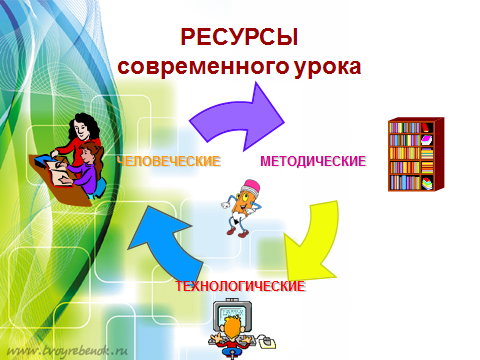 РЕСУРСЫ
современного урока
ЧЕЛОВЕЧЕСКИЕ
МЕТОДИЧЕСКИЕ
ТЕХНОЛОГИЧЕСКИЕ
www.tvoyrebenok.ru